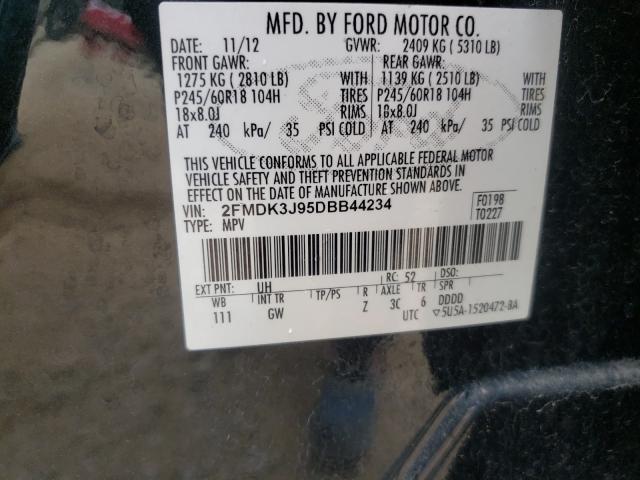 MFD. BY FORD MOTOR CO.
DATE: 11/12 GVWR: 2409 KG ( 5310 LB)
FRONT GAWR: REAR GAWR:
1275 KG ( 2810 LB) WITH 1139 KG ( 2510 LB) WITH
P245/60R18 104H TIRES P245/60R18 104H TIRES
18x8.0J RIMS 18x8.0J RIMS
AT 240 kPa/ 35 PSI COLD AT 240 kPa/ 35 PSI COLD
THIS VEHICLE CONFORMS TO ALL APPLICABLE FEDERAL MOTOR
VEHICLE SAFETY AND THEFT PREVENTION STANDARDS IN
EFFECT ON THE DATE OF MANUFACTURE SHOWN ABOVE.
VIN: 2FMDK3J95DBB44234 F0198
TYPE: MPV T0227
EXT PNT: UH RC: 52 DSO:
WB INT TR TP/PS R AXLE TR SPR
111 GW Z 3C 6 DDDD
UTC ▽5U5A-1520472-BA